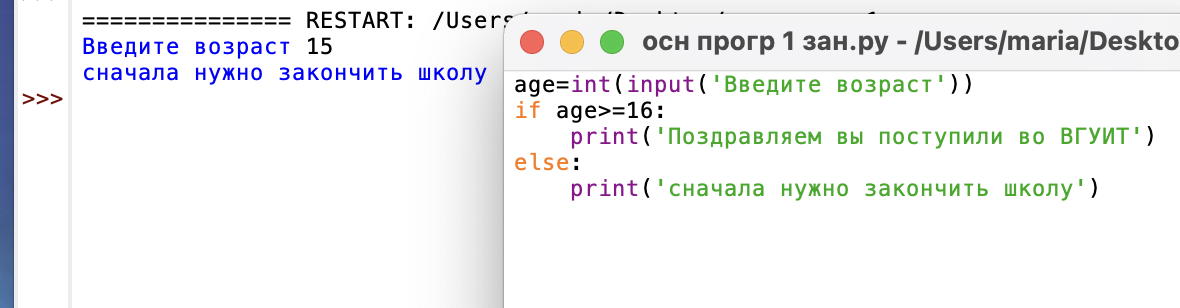 =============== RESTART: /Users
Введите возраст 15
сначала нужно закончить школу
>>>
осн прогр 1 зан.py - /Users/maria/Deskto
age=int(input('Введите возраст'))
if age>=16:
    print('Поздравляем вы поступили во ВГУИТ')
else:
    print('сначала нужно закончить школу')